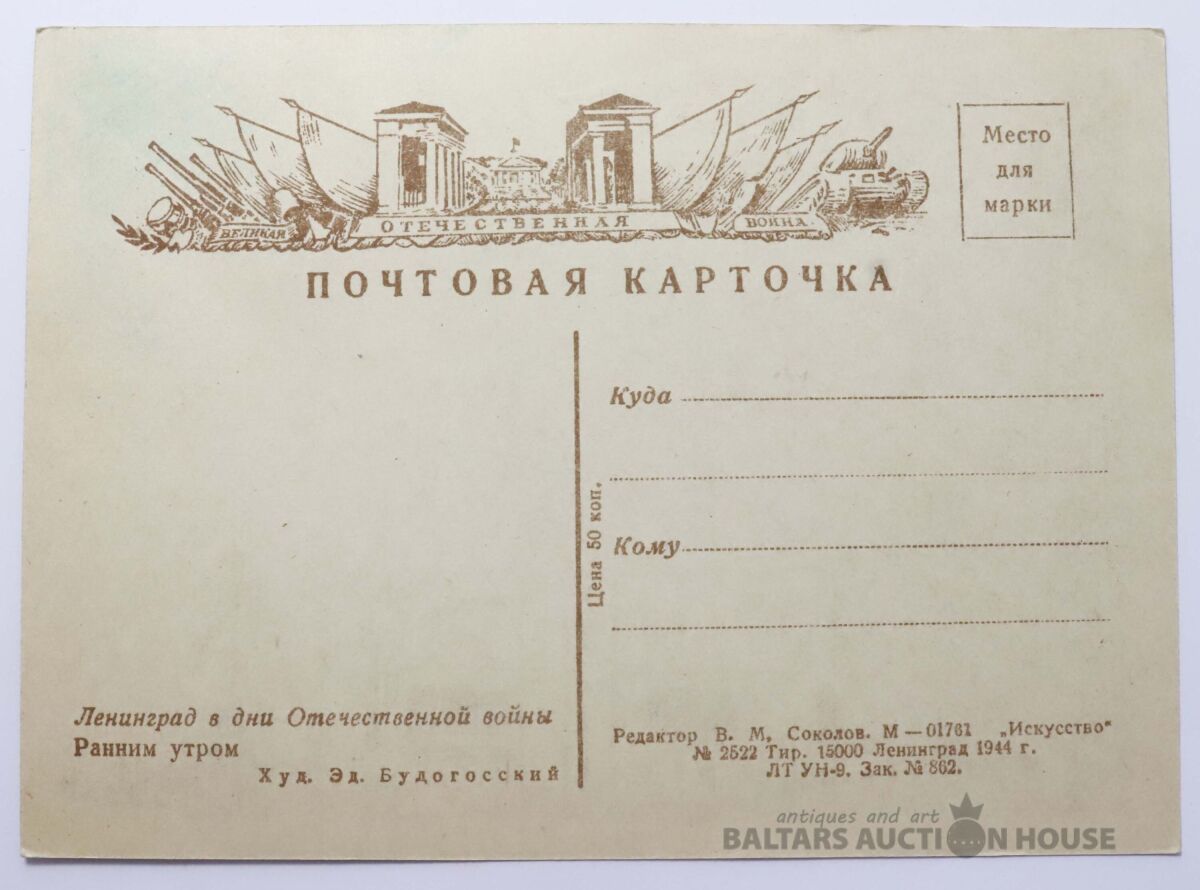 ВЕЛИКАЯ ОТЕЧЕСТВЕННАЯ ВОЙНА
Место
для
марки
ПОЧТОВАЯ КАРТОЧКА
Куда
Цена 50 коп.
Кому
Ленинград в дни Отечественной войны
Ранним утром
Худ. Эд. Будогосский
Редактор В. М. Соколов. М — 01761 „Искусство“
№ 2522 Тир. 15000 Ленинград 1944 г.
ЛТ УН-9. Зак. № 862.
antiques and art
BALTARS AUCTION HOUSE